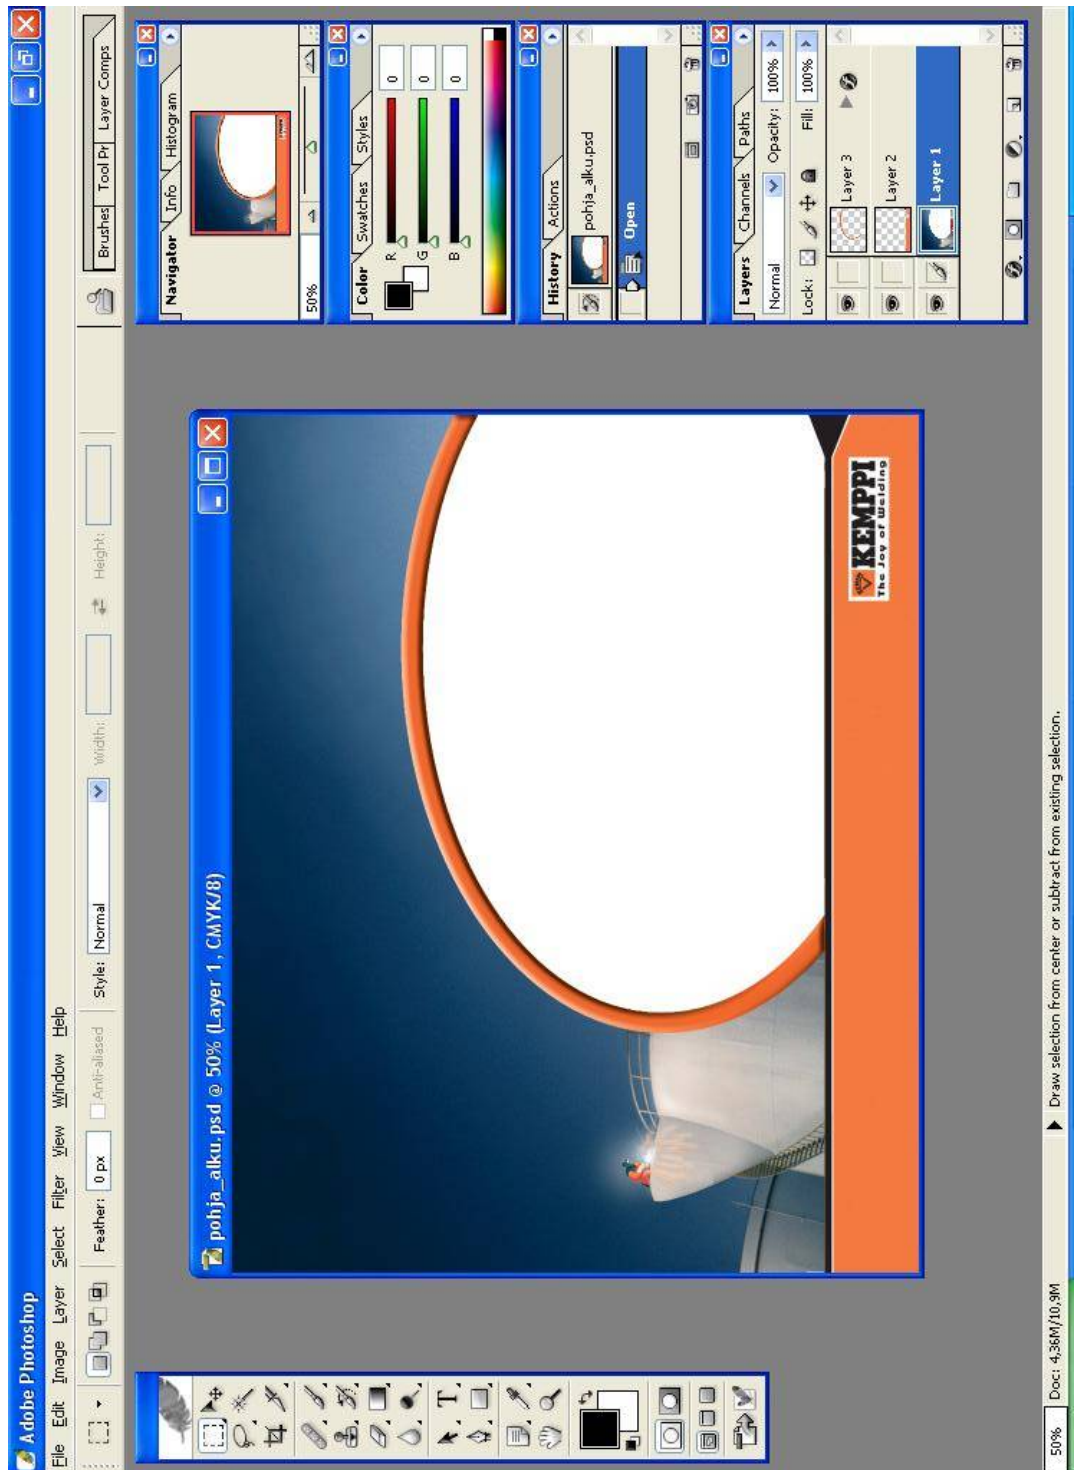 Adobe Photoshop
File Edit Image Layer Select Filter View Window Help
Feather: 0 px Anti-aliased Style: Normal Width: Height:
Brushes Tool Pr Layer Comps
pohja_alku.psd @ 50% (Layer 1, CMYK/8)
KEMPPI
The Joy of Welding
Navigator Info Histogram
50%
Color Swatches Styles
R 0
G 0
B 0
History Actions
pohja_alku.psd
Open
Layers Channels Paths
Normal Opacity: 100%
Lock: Fill: 100%
Layer 3
Layer 2
Layer 1
50% Doc: 4,36M/10,9M Draw selection from center or subtract from existing selection.